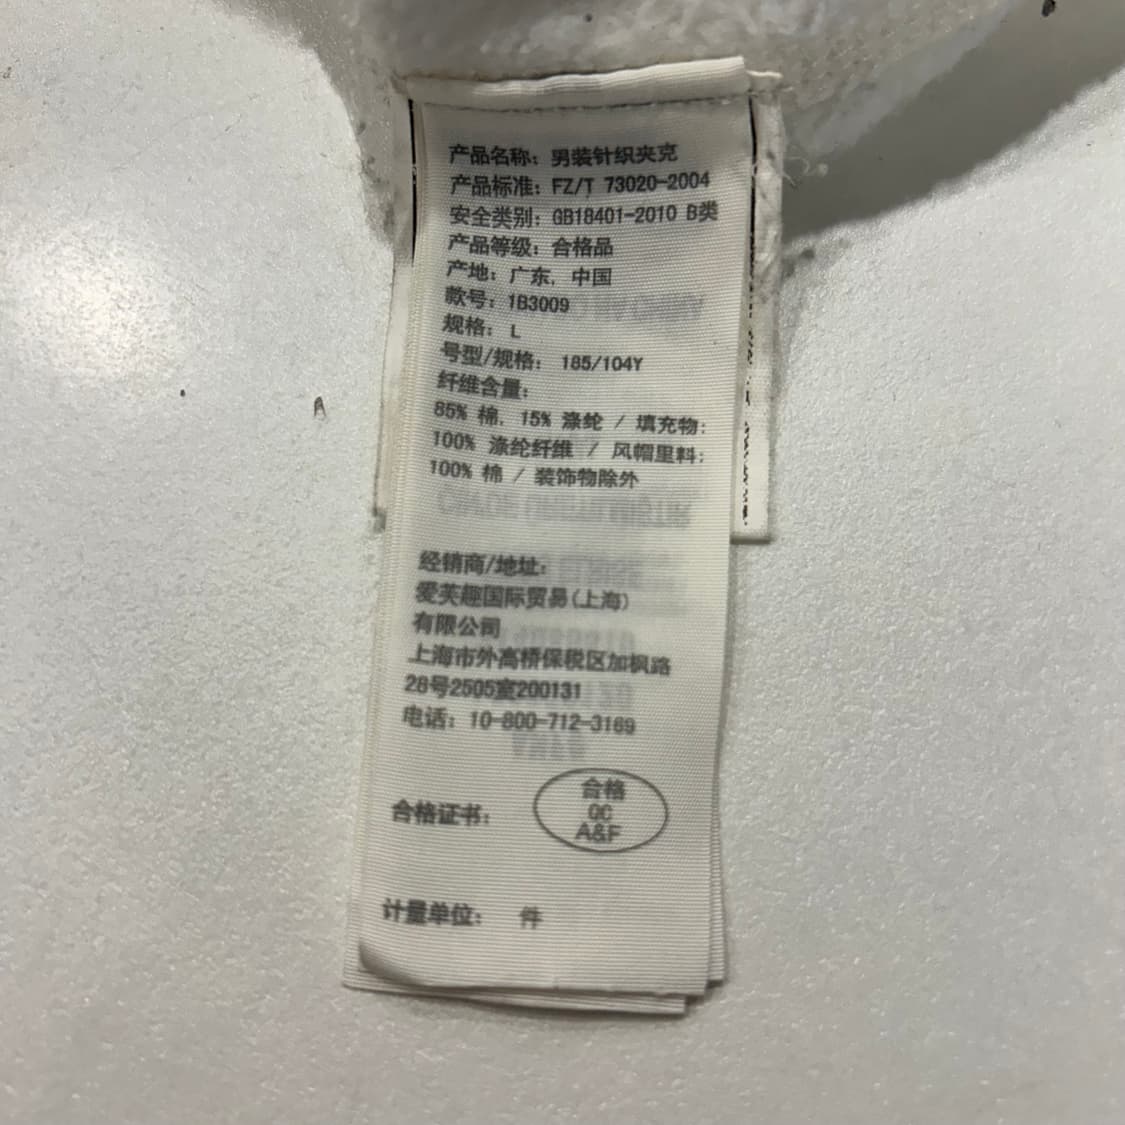 产品名称: 男装针织夹克
产品标准: FZ/T 73020-2004
安全类别: GB18401-2010 B类
产品等级: 合格品
产地: 广东, 中国
款号: 1B3009
规格: L
号型/规格: 185/104Y
纤维含量:
85% 棉, 15% 涤纶 / 填充物:
100% 涤纶纤维 / 风帽里料:
100% 棉 / 装饰物除外
经销商/地址:
爱芙趣国际贸易(上海)
有限公司
上海市外高桥保税区加枫路
28号2505室200131
电话: 10-800-712-3169
合格证书:
合格
QC
A&F
计量单位: 件